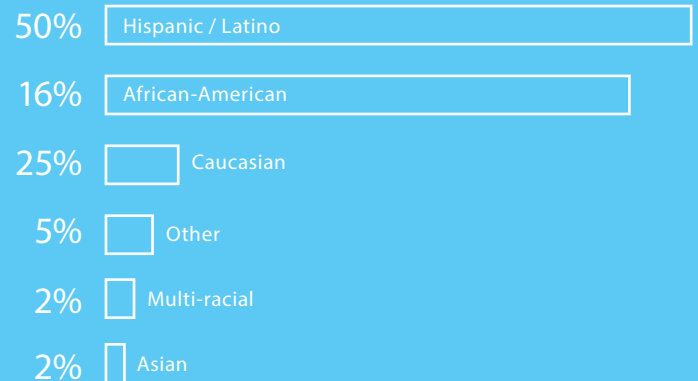 50% Hispanic / Latino
16% African-American
25% Caucasian
5% Other
2% Multi-racial
2% Asian